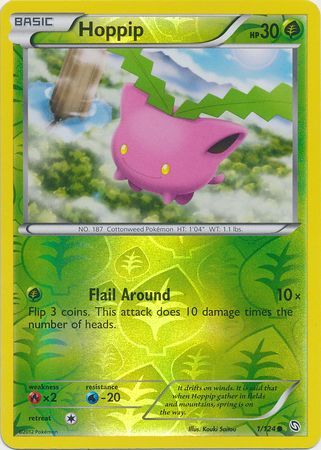 BASIC
Hoppip
HP30
NO. 187 Cottonweed Pokémon HT: 1'04" WT: 1.1 lbs.
Flail Around 10×
Flip 3 coins. This attack does 10 damage times the
number of heads.
weakness resistance
×2 -20
retreat
It drifts on winds. It is said that
when Hoppip gather in fields
and mountains, spring is on
the way.
©2012 Pokémon
Illus. Kouki Saitou
1/124